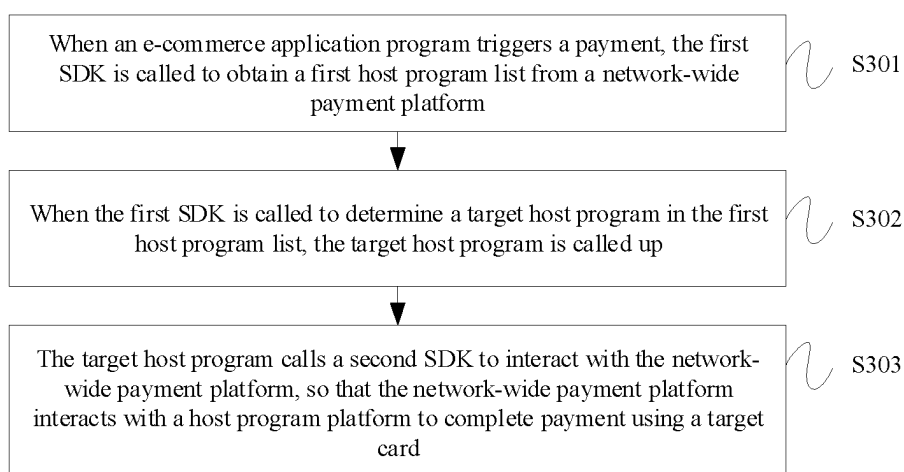 When an e-commerce application program triggers a payment, the first
SDK is called to obtain a first host program list from a network-wide
payment platform
S301
When the first SDK is called to determine a target host program in the first
host program list, the target host program is called up
S302
The target host program calls a second SDK to interact with the network-
wide payment platform, so that the network-wide payment platform
interacts with a host program platform to complete payment using a target
card
S303